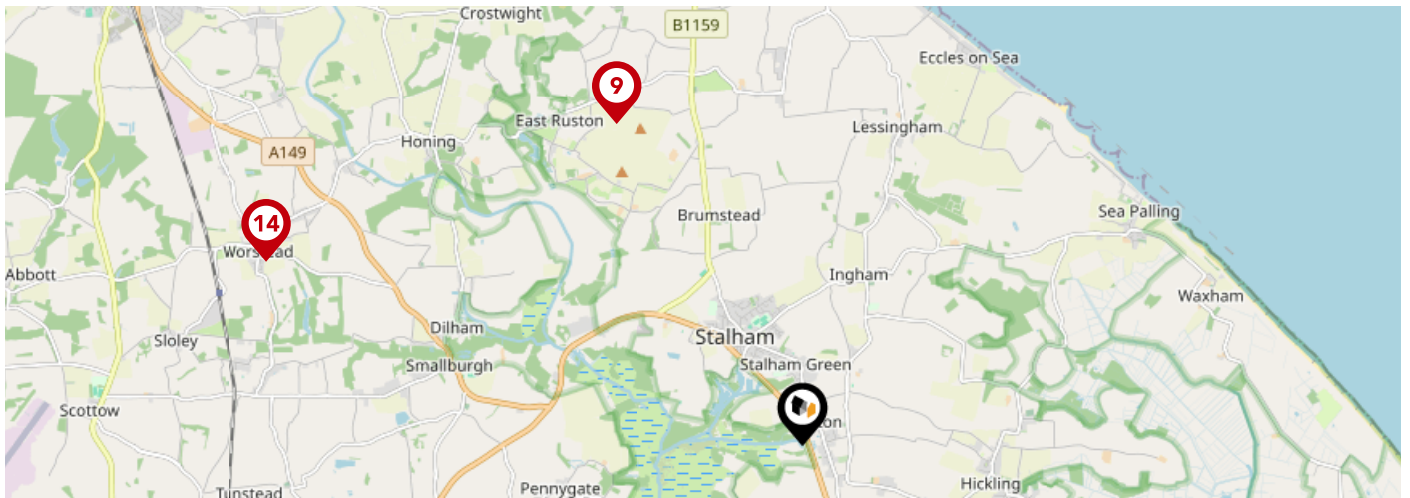 Crostwight
B1159
Eccles on Sea
9
East Ruston
Lessingham
Honing
A149
14
Brumstead
Sea Palling
Worstead
Abbott
Ingham
Waxham
Dilham
Stalham
Sloley
Smallburgh
Stalham Green
Scottow
ton
Hickling
Pennygate
Tunstead